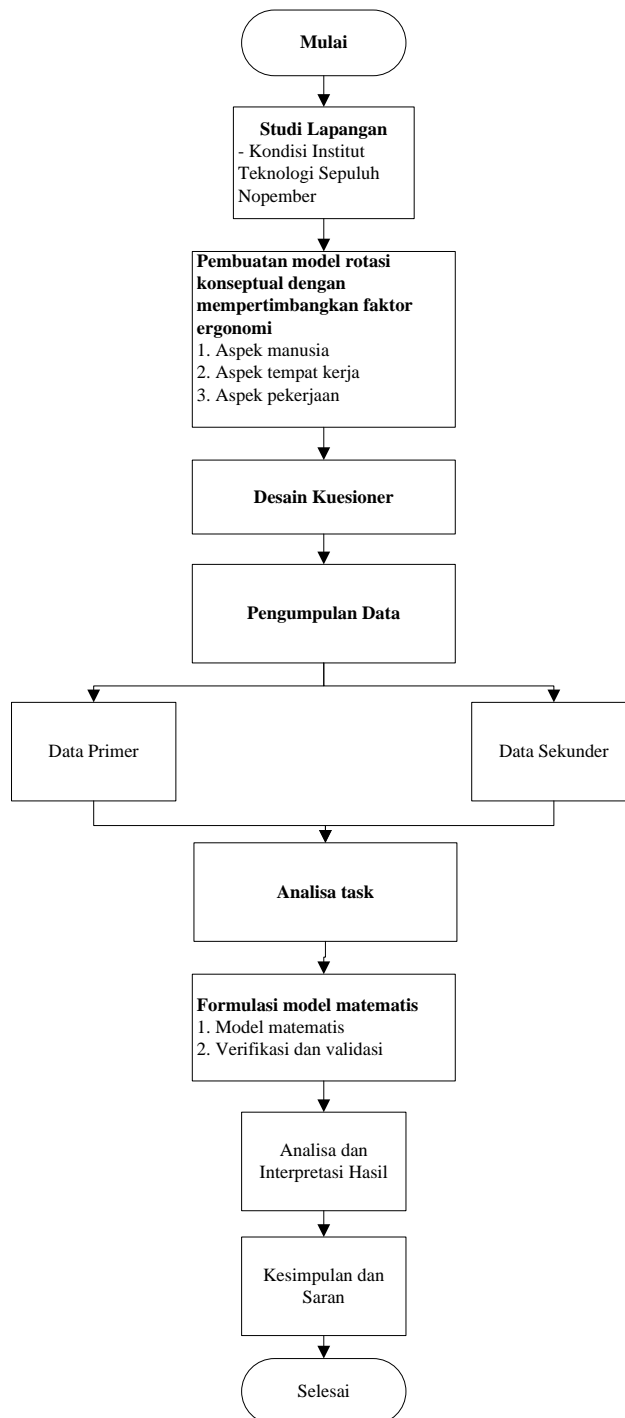 Mulai
Studi Lapangan
- Kondisi Institut
Teknologi Sepuluh
Nopember
Pembuatan model rotasi
konseptual dengan
mempertimbangkan faktor
ergonomi
1. Aspek manusia
2. Aspek tempat kerja
3. Aspek pekerjaan
Desain Kuesioner
Pengumpulan Data
Data Primer
Data Sekunder
Analisa task
Formulasi model matematis
1. Model matematis
2. Verifikasi dan validasi
Analisa dan
Interpretasi Hasil
Kesimpulan dan
Saran
Selesai